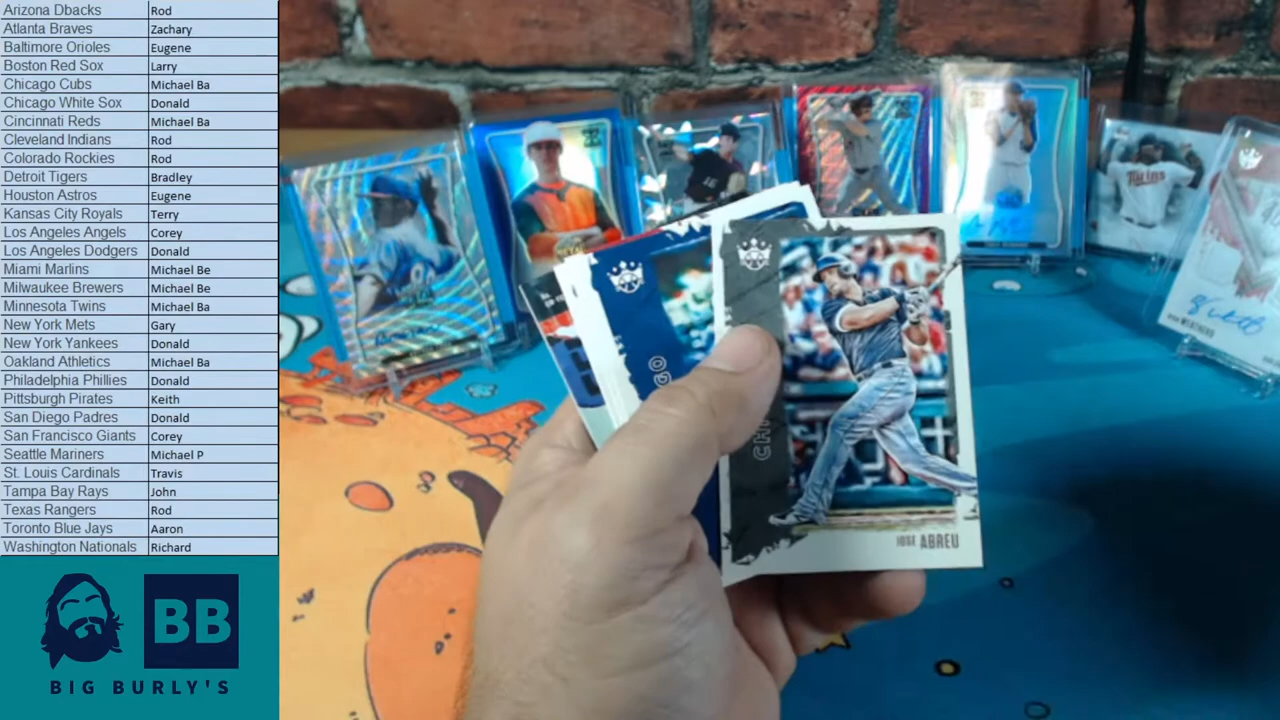 Arizona Dbacks Rod
Atlanta Braves Zachary
Baltimore Orioles Eugene
Boston Red Sox Larry
Chicago Cubs Michael Ba
Chicago White Sox Donald
Cincinnati Reds Michael Ba
Cleveland Indians Rod
Colorado Rockies Rod
Detroit Tigers Bradley
Houston Astros Eugene
Kansas City Royals Terry
Los Angeles Angels Corey
Los Angeles Dodgers Donald
Miami Marlins Michael Be
Milwaukee Brewers Michael Be
Minnesota Twins Michael Ba
New York Mets Gary
New York Yankees Donald
Oakland Athletics Michael Ba
Philadelphia Phillies Donald
Pittsburgh Pirates Keith
San Diego Padres Donald
San Francisco Giants Corey
Seattle Mariners Michael P
St. Louis Cardinals Travis
Tampa Bay Rays John
Texas Rangers Rod
Toronto Blue Jays Aaron
Washington Nationals Richard
BB
BIG BURLY'S
JOSE ABREU
Twins